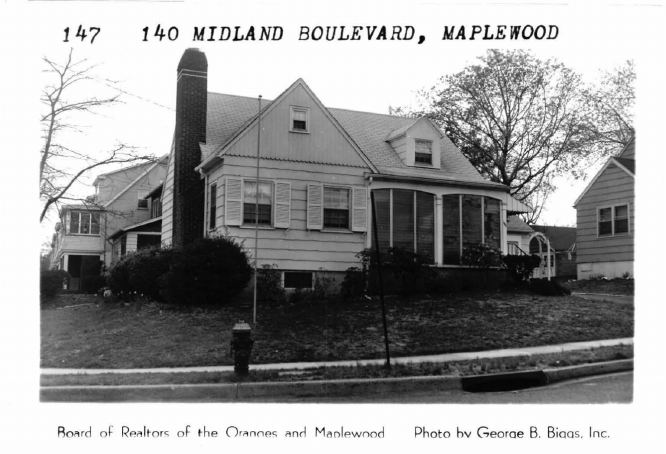 147 140 MIDLAND BOULEVARD, MAPLEWOOD
Board of Realtors of the Oranges and Maplewood Photo by George B. Biggs, Inc.